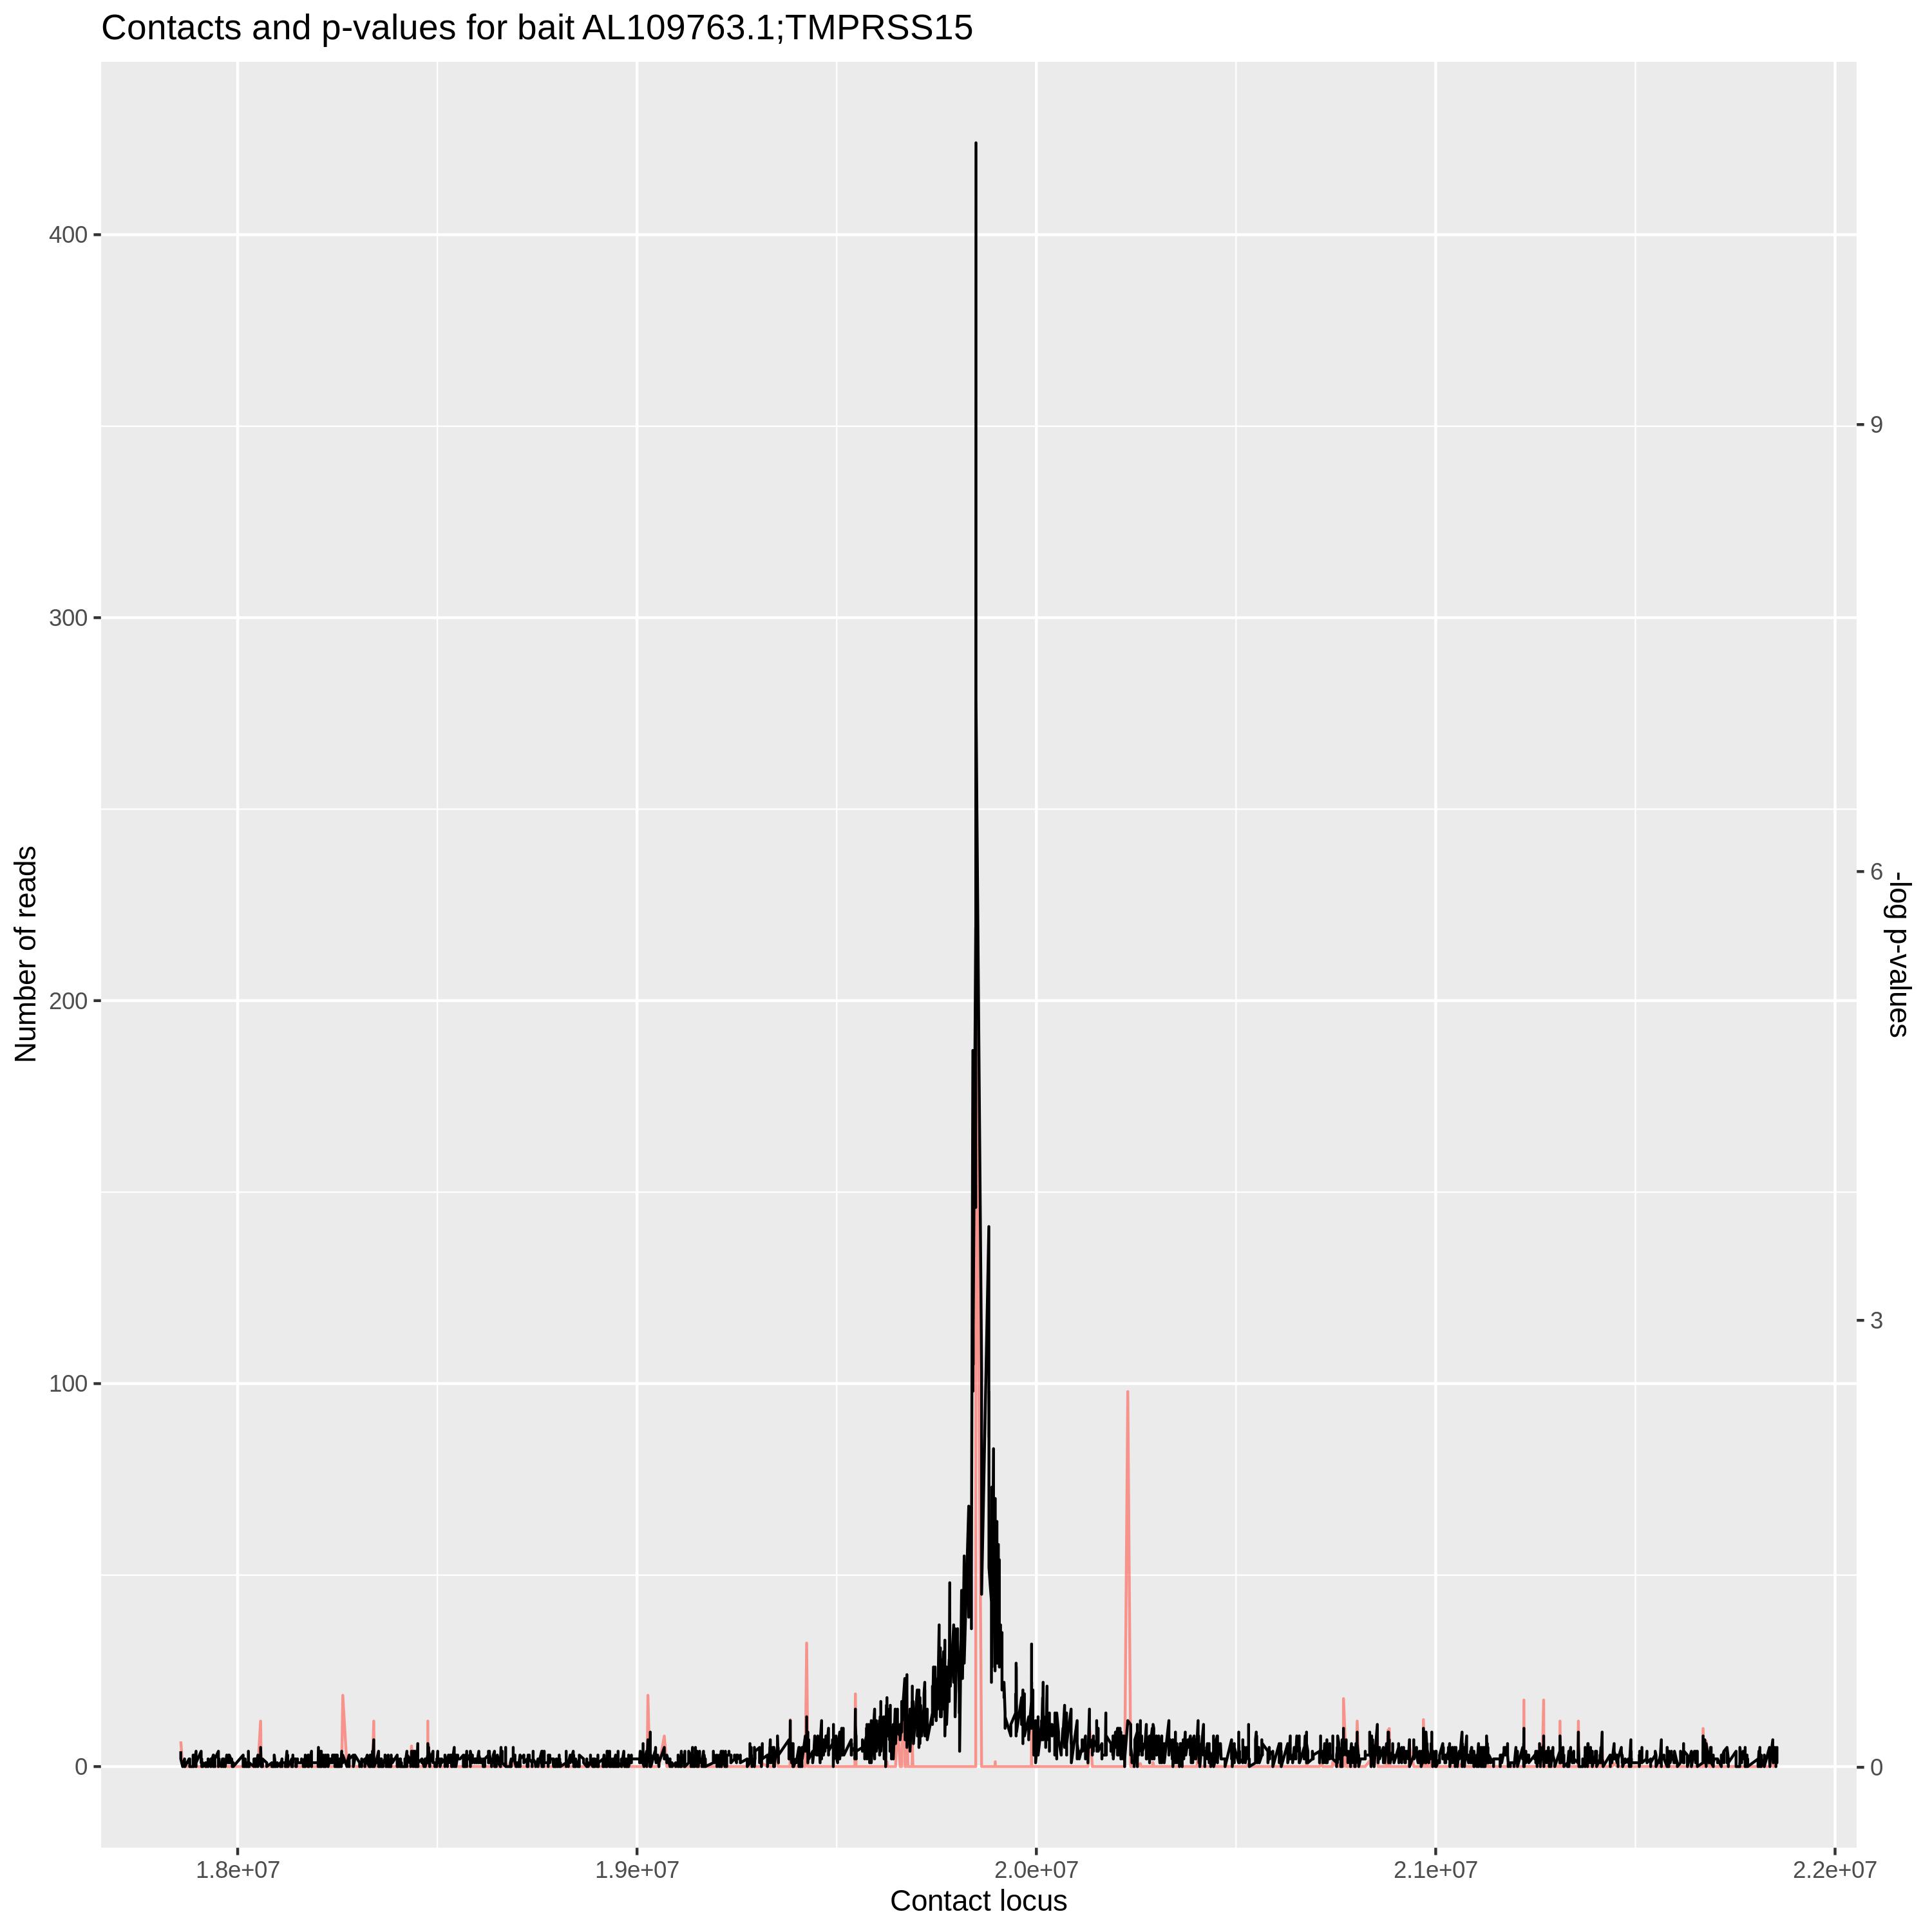 Contacts and p-values for bait AL109763.1;TMPRSS15
400
300
200
100
0
Number of reads
9
6
3
0
-log p-values
1.8e+07
1.9e+07
2.0e+07
2.1e+07
2.2e+07
Contact locus